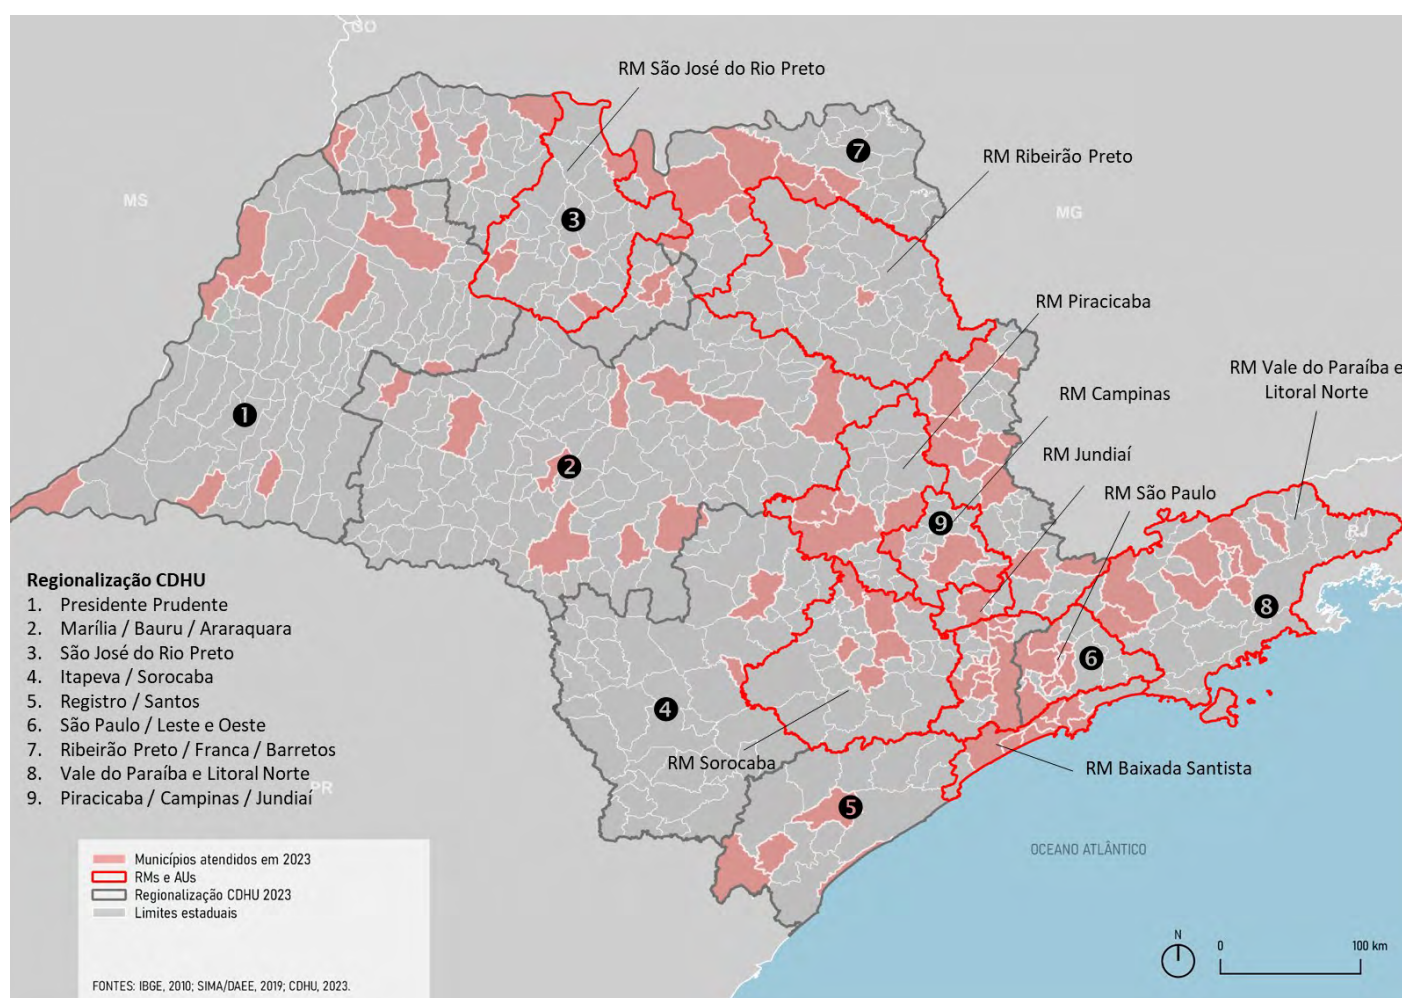 GO
RM São José do Rio Preto
7
RM Ribeirão Preto
MS
MG
3
RM Piracicaba
RM Vale do Paraíba e
Litoral Norte
RM Campinas
1
RM Jundiaí
2
RM São Paulo
9
RJ
Regionalização CDHU
1. Presidente Prudente
2. Marília / Bauru / Araraquara
3. São José do Rio Preto
4. Itapeva / Sorocaba
5. Registro / Santos
6. São Paulo / Leste e Oeste
7. Ribeirão Preto / Franca / Barretos
8. Vale do Paraíba e Litoral Norte
9. Piracicaba / Campinas / Jundiaí
PR
8
6
4
RM Sorocaba
RM Baixada Santista
5
OCEANO ATLÂNTICO
Municípios atendidos em 2023
RMs e AUs
Regionalização CDHU 2023
Limites estaduais
FONTES: IBGE, 2010; SIMA/DAEE, 2019; CDHU, 2023.
N
0 100 km